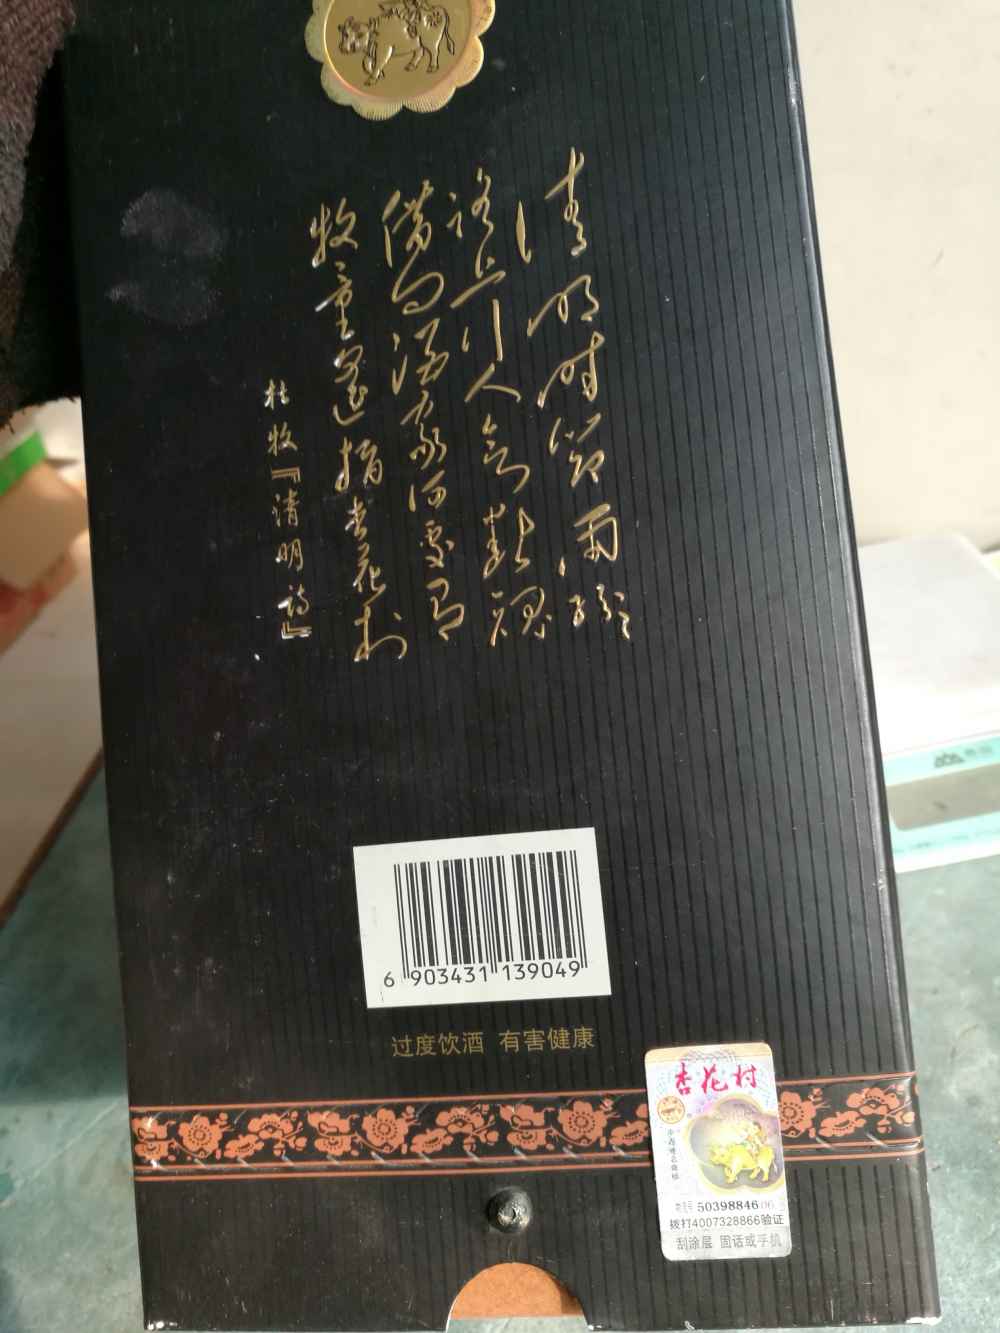 清明时节雨纷纷
路上行人欲断魂
借问酒家何处有
牧童遥指杏花村
杜牧『清明诗』
6 903431 139049
过度饮酒 有害健康
杏花村
50398846
拨打4007328866验证
刮涂层 固话或手机